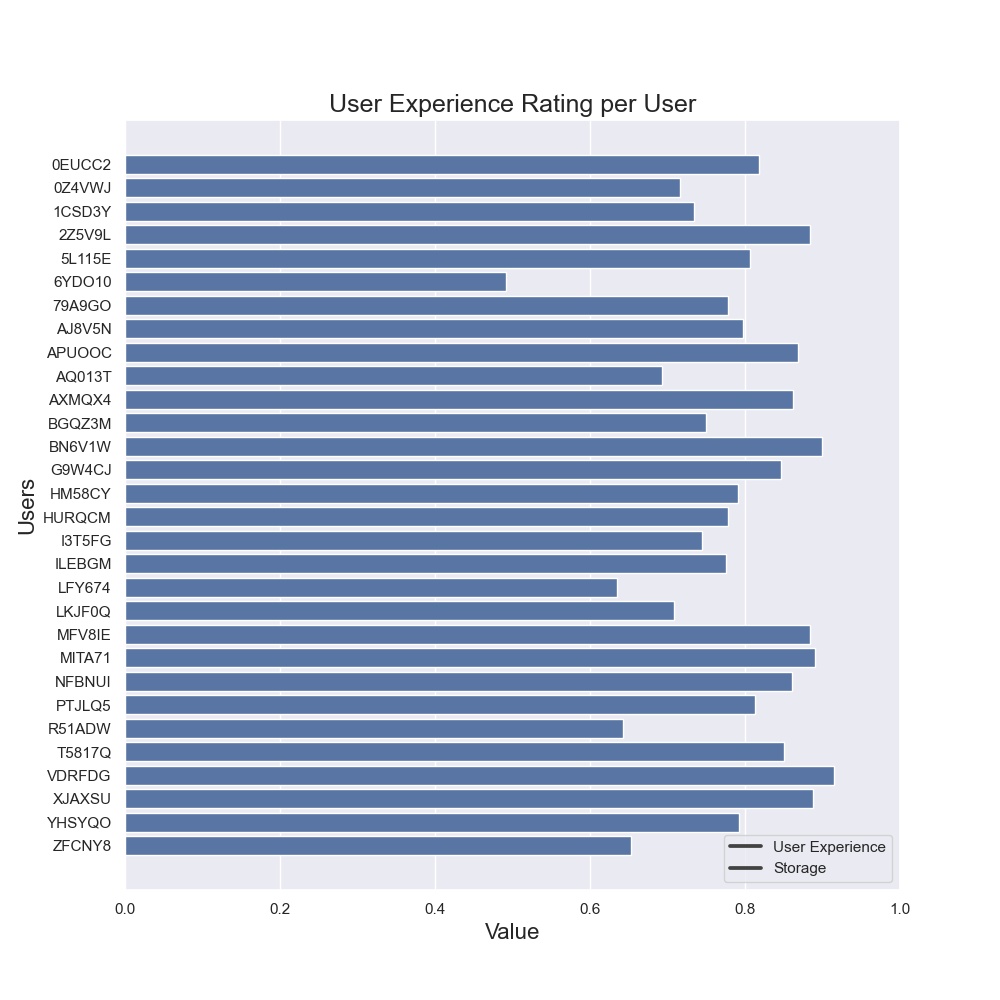 User Experience Rating per User
0EUCC2
0Z4VWJ
1CSD3Y
2Z5V9L
5L115E
6YDO10
79A9GO
AJ8V5N
APUOOC
AQ013T
AXMQX4
BGQZ3M
BN6V1W
G9W4CJ
HM58CY
HURQCM
I3T5FG
ILEBGM
LFY674
LKJF0Q
MFV8IE
MITA71
NFBNUI
PTJLQ5
R51ADW
T5817Q
VDRFDG
XJAXSU
YHSYQO
ZFCNY8
Users
User Experience
Storage
0.0 0.2 0.4 0.6 0.8 1.0
Value